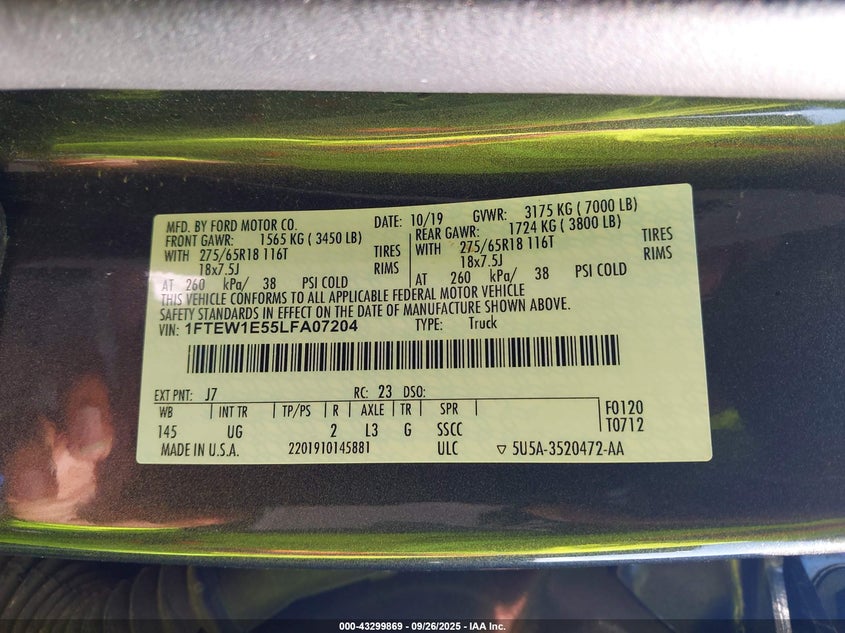 MFD. BY FORD MOTOR CO. DATE: 10/19 GVWR: 3175 KG ( 7000 LB)
FRONT GAWR: 1565 KG ( 3450 LB) REAR GAWR: 1724 KG ( 3800 LB)
WITH 275/65R18 116T TIRES WITH 275/65R18 116T TIRES
18x7.5J RIMS 18x7.5J RIMS
AT 260 kPa/ 38 PSI COLD AT 260 kPa/ 38 PSI COLD
THIS VEHICLE CONFORMS TO ALL APPLICABLE FEDERAL MOTOR VEHICLE
SAFETY STANDARDS IN EFFECT ON THE DATE OF MANUFACTURE SHOWN ABOVE.
VIN: 1FTEW1E55LFA07204 TYPE: Truck
EXT PNT: J7 RC: 23 DSO:
WB INT TR TP/PS R AXLE TR SPR F0120
145 UG 2 L3 G SSCC T0712
MADE IN U.S.A. 2201910145881 ULC ▽ 5U5A-3520472-AA
000-43299869 - 09/26/2025 - IAA Inc.